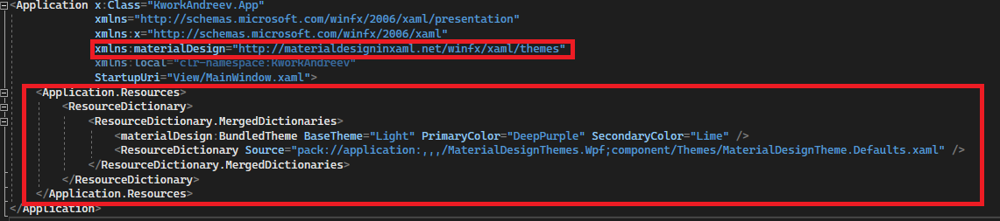 <Application x:Class="KworkAndreev.App"
xmlns="http://schemas.microsoft.com/winfx/2006/xaml/presentation"
xmlns:x="http://schemas.microsoft.com/winfx/2006/xaml"
xmlns:materialDesign="http://materialdesigninxaml.net/winfx/xaml/themes"
xmlns:local="clr-namespace:KworkAndreev"
StartupUri="View/MainWindow.xaml">
<Application.Resources>
<ResourceDictionary>
<ResourceDictionary.MergedDictionaries>
<materialDesign:BundledTheme BaseTheme="Light" PrimaryColor="DeepPurple" SecondaryColor="Lime" />
<ResourceDictionary Source="pack://application:,,,/MaterialDesignThemes.Wpf;component/Themes/MaterialDesignTheme.Defaults.xaml" />
</ResourceDictionary.MergedDictionaries>
</ResourceDictionary>
</Application.Resources>
</Application>